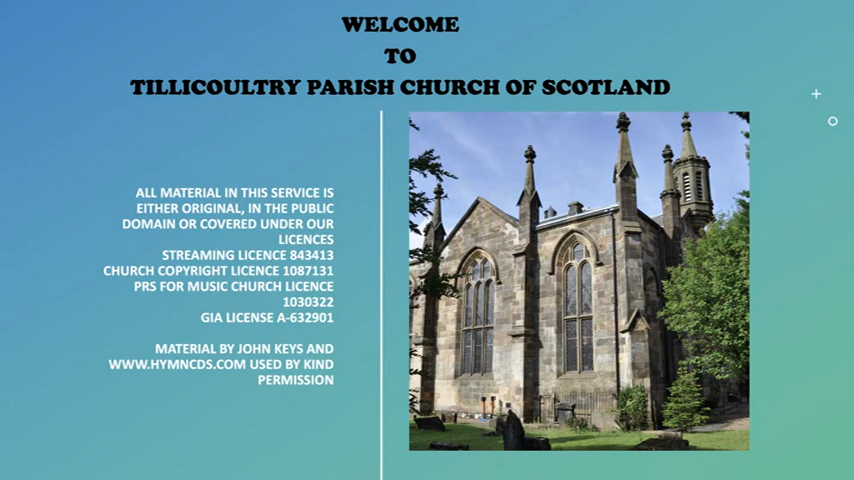 WELCOME
TO
TILLICOULTRY PARISH CHURCH OF SCOTLAND
ALL MATERIAL IN THIS SERVICE IS
EITHER ORIGINAL, IN THE PUBLIC
DOMAIN OR COVERED UNDER OUR
LICENCES
STREAMING LICENCE 843413
CHURCH COPYRIGHT LICENCE 1087131
PRS FOR MUSIC CHURCH LICENCE
1030322
GIA LICENSE A-632901
MATERIAL BY JOHN KEYS AND
WWW.HYMNCDS.COM USED BY KIND
PERMISSION